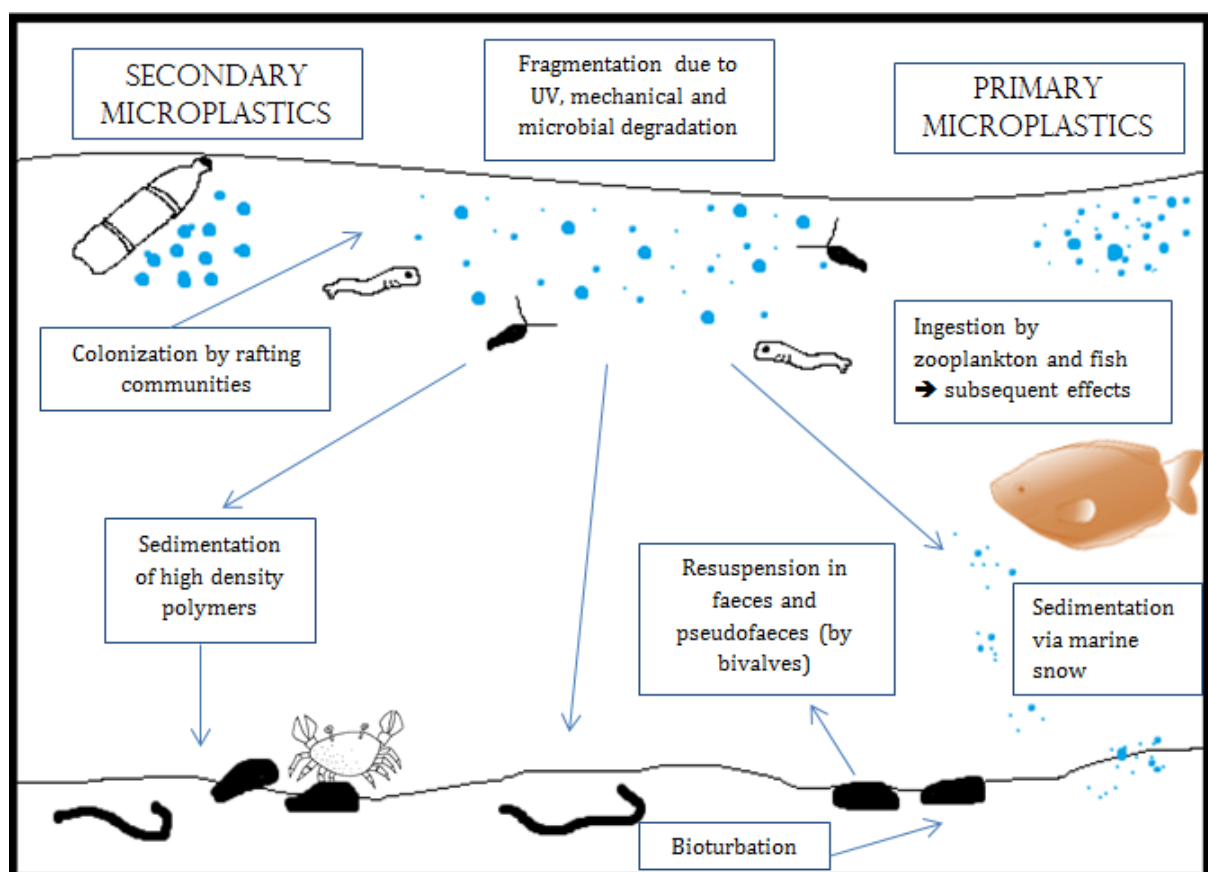 SECONDARY
MICROPLASTICS
Fragmentation due to
UV, mechanical and
microbial degradation
PRIMARY
MICROPLASTICS
Colonization by rafting
communities
Ingestion by
zooplankton and fish
➔ subsequent effects
Sedimentation
of high density
polymers
Resuspension in
faeces and
pseudofaeces (by
bivalves)
Sedimentation
via marine
snow
Bioturbation